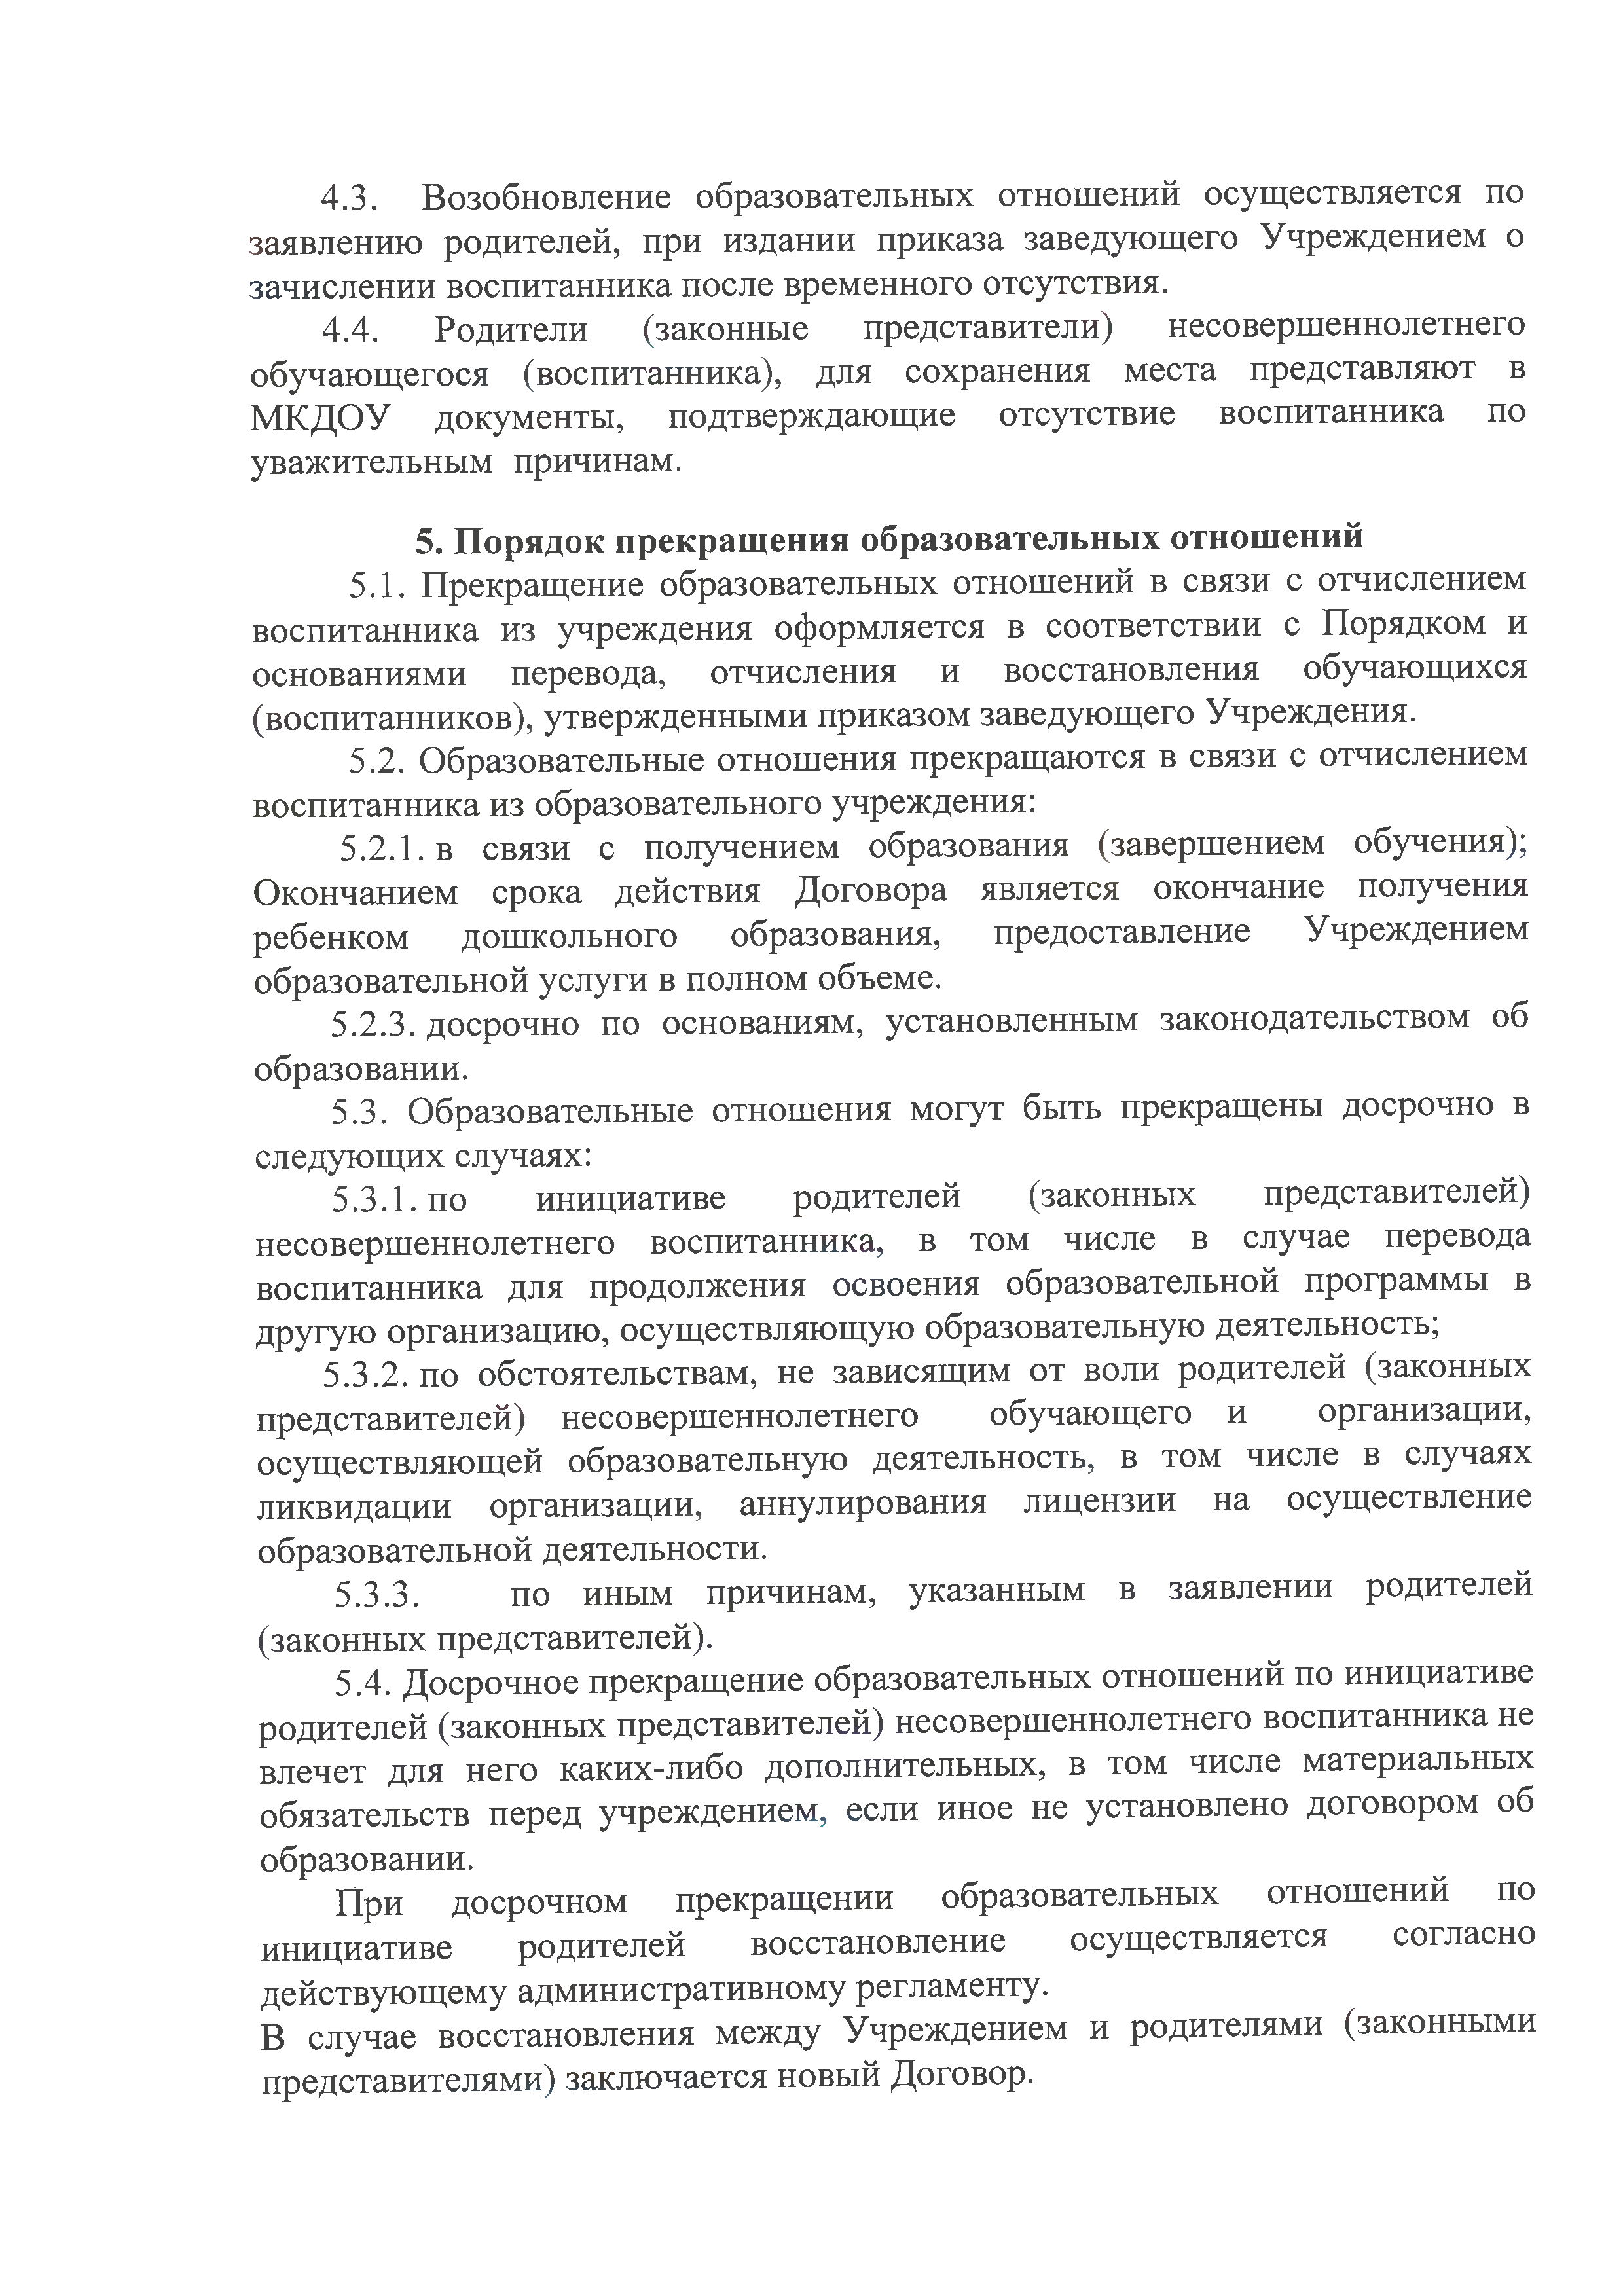 4.3. Возобновление образовательных отношений осуществляется по
заявлению родителей, при издании приказа заведующего Учреждением о
зачислении воспитанника после временного отсутствия.
4.4. Родители (законные представители) несовершеннолетнего
обучающегося (воспитанника), для сохранения места представляют в
МКДОУ документы, подтверждающие отсутствие воспитанника по
уважительным причинам.
5. Порядок прекращения образовательных отношений
5.1. Прекращение образовательных отношений в связи с отчислением
воспитанника из учреждения оформляется в соответствии с Порядком и
основаниями перевода, отчисления и восстановления обучающихся
(воспитанников), утвержденными приказом заведующего Учреждения.
5.2. Образовательные отношения прекращаются в связи с отчислением
воспитанника из образовательного учреждения:
5.2.1. в связи с получением образования (завершением обучения);
Окончанием срока действия Договора является окончание получения
ребенком дошкольного образования, предоставление Учреждением
образовательной услуги в полном объеме.
5.2.3. досрочно по основаниям, установленным законодательством об
образовании.
5.3. Образовательные отношения могут быть прекращены досрочно в
следующих случаях:
5.3.1. по инициативе родителей (законных представителей)
несовершеннолетнего воспитанника, в том числе в случае перевода
воспитанника для продолжения освоения образовательной программы в
другую организацию, осуществляющую образовательную деятельность;
5.3.2. по обстоятельствам, не зависящим от воли родителей (законных
представителей) несовершеннолетнего обучающего и организации,
осуществляющей образовательную деятельность, в том числе в случаях
ликвидации организации, аннулирования лицензии на осуществление
образовательной деятельности.
5.3.3. по иным причинам, указанным в заявлении родителей
(законных представителей).
5.4. Досрочное прекращение образовательных отношений по инициативе
родителей (законных представителей) несовершеннолетнего воспитанника не
влечет для него каких-либо дополнительных, в том числе материальных
обязательств перед учреждением, если иное не установлено договором об
образовании.
При досрочном прекращении образовательных отношений по
инициативе родителей восстановление осуществляется согласно
действующему административному регламенту.
В случае восстановления между Учреждением и родителями (законными
представителями) заключается новый Договор.